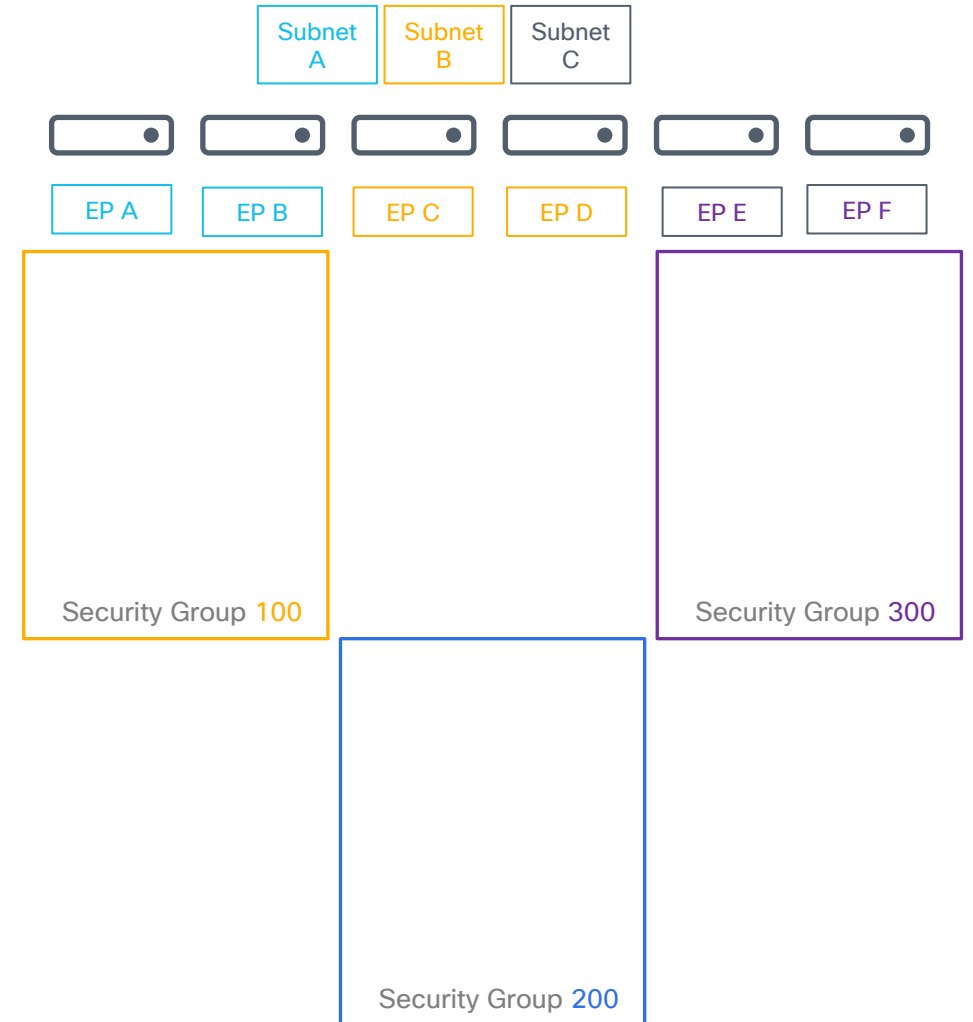 Subnet
A
Subnet
B
Subnet
C
EP A
EP B
EP C
EP D
EP E
EP F
Security Group 100
Security Group 300
Security Group 200